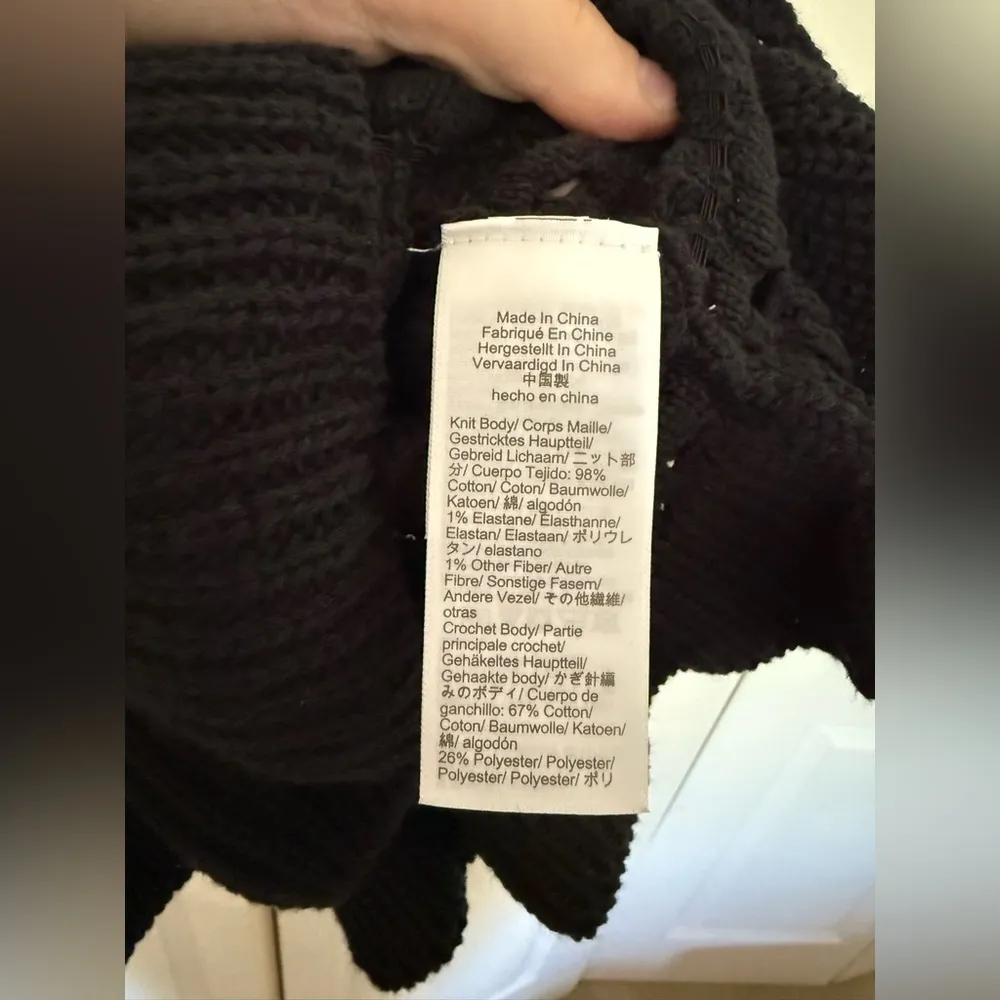 Made In China
Fabriqué En Chine
Hergestellt In China
Vervaardigd In China
中国製
hecho en china
Knit Body/ Corps Maille/
Gestricktes Hauptteil/
Gebreid Lichaam/ ニット部
分/ Cuerpo Tejido: 98%
Cotton/ Coton/ Baumwolle/
Katoen/ 綿/ algodón
1% Elastane/ Élasthanne/
Elastan/ Elastaan/ ポリウレ
タン/ elastano
1% Other Fiber/ Autre
Fibre/ Sonstige Fasern/
Andere Vezel/ その他繊維/
otras
Crochet Body/ Partie
principale crochet/
Gehäkeltes Hauptteil/
Gehaakte body/ かぎ針編
みのボディ/ Cuerpo de
ganchillo: 67% Cotton/
Coton/ Baumwolle/ Katoen/
綿/ algodón
26% Polyester/ Polyester/
Polyester/ Polyester/ ポリ